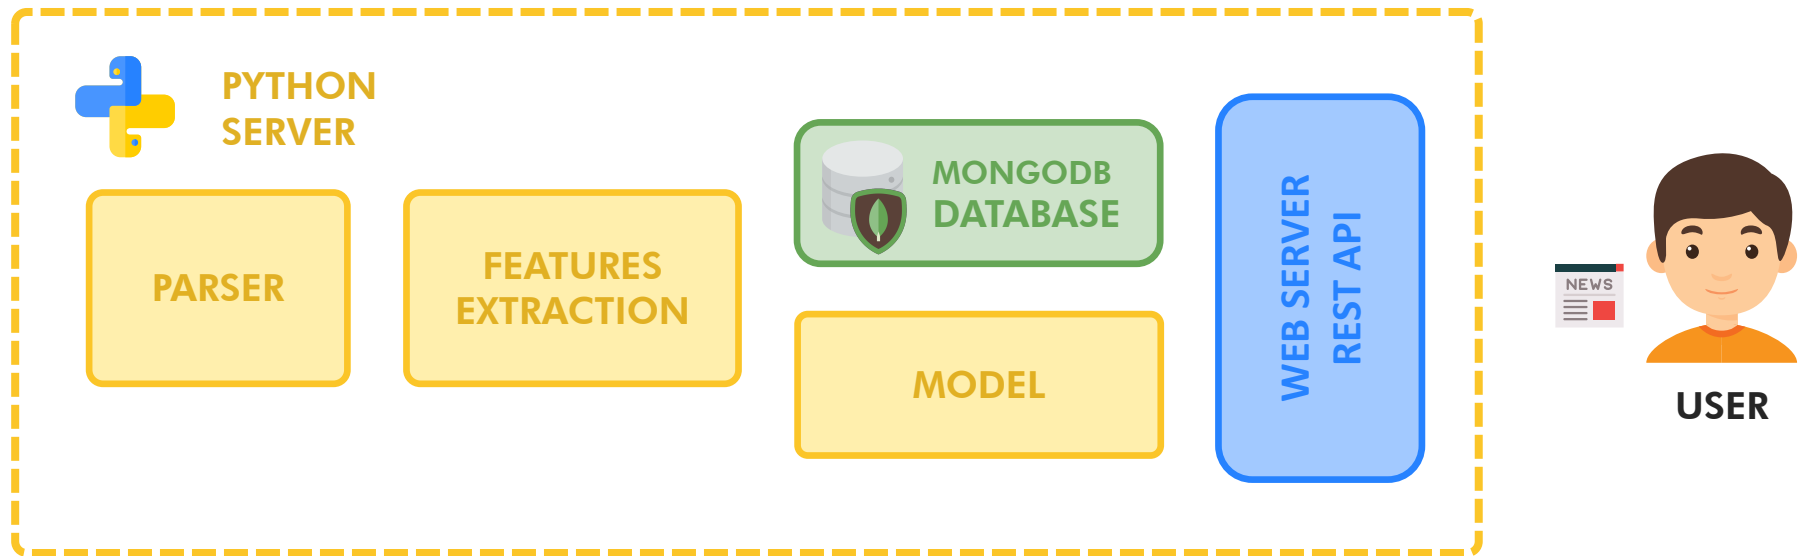 PYTHON
SERVER
PARSER
FEATURES
EXTRACTION
MONGODB
DATABASE
MODEL
WEB SERVER
REST API
NEWS
USER